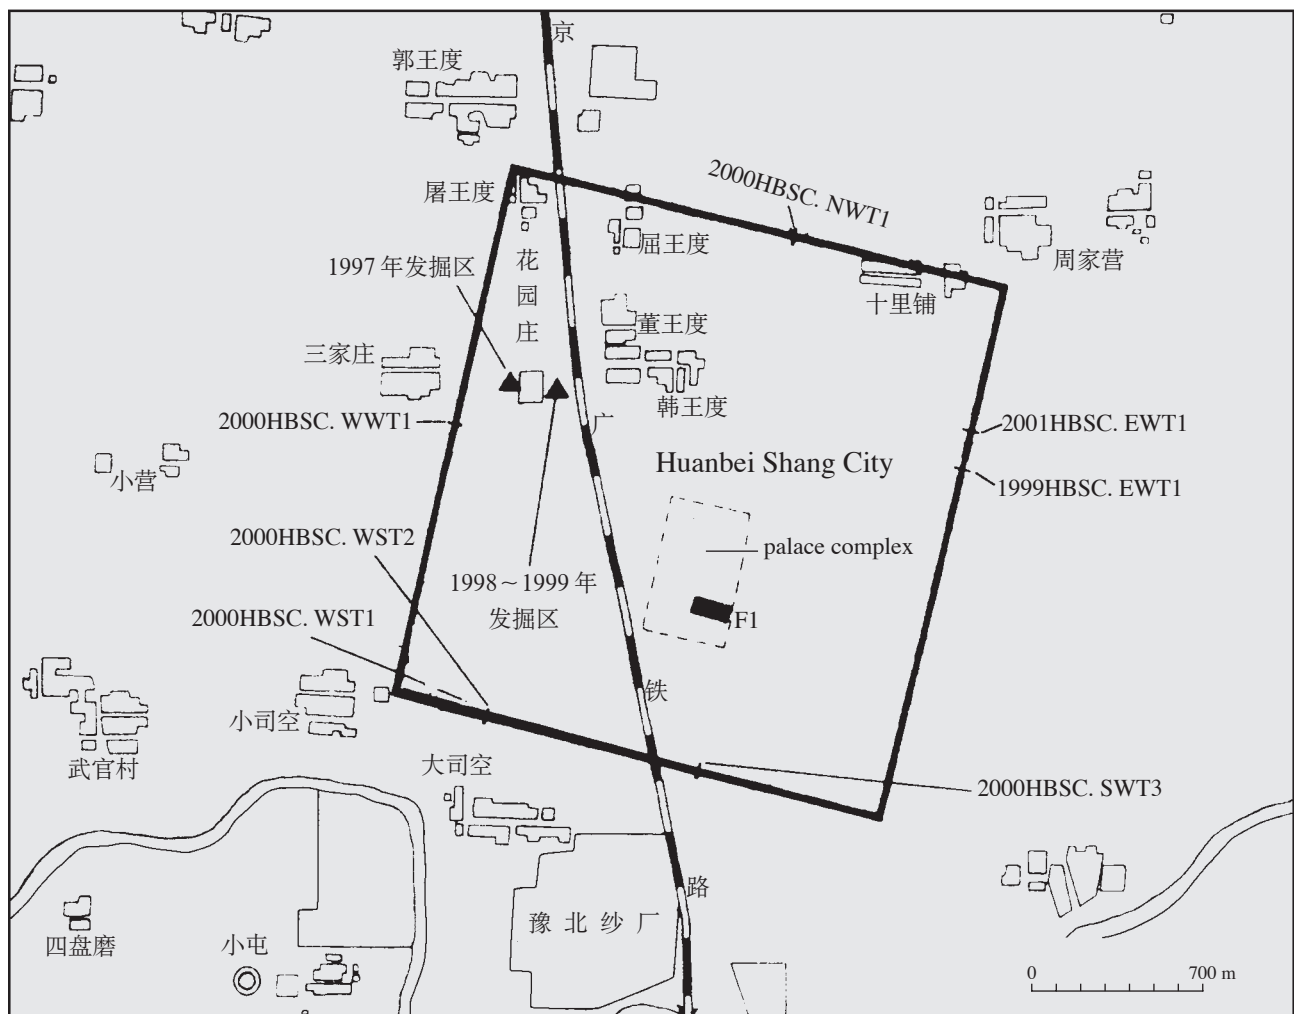 京
郭王度
2000HBSC. NWT1
屠王度
屈王度
周家营
花
园
庄
1997 年发掘区
十里铺
董王度
三家庄
韩王度
2000HBSC. WWT1
广
2001HBSC. EWT1
Huanbei Shang City
小营
1999HBSC. EWT1
2000HBSC. WST2
palace complex
1998～1999 年
发掘区
2000HBSC. WST1
F1
铁
小司空
武官村
大司空
2000HBSC. SWT3
路
豫北纱厂
四盘磨
小屯
0 700 m